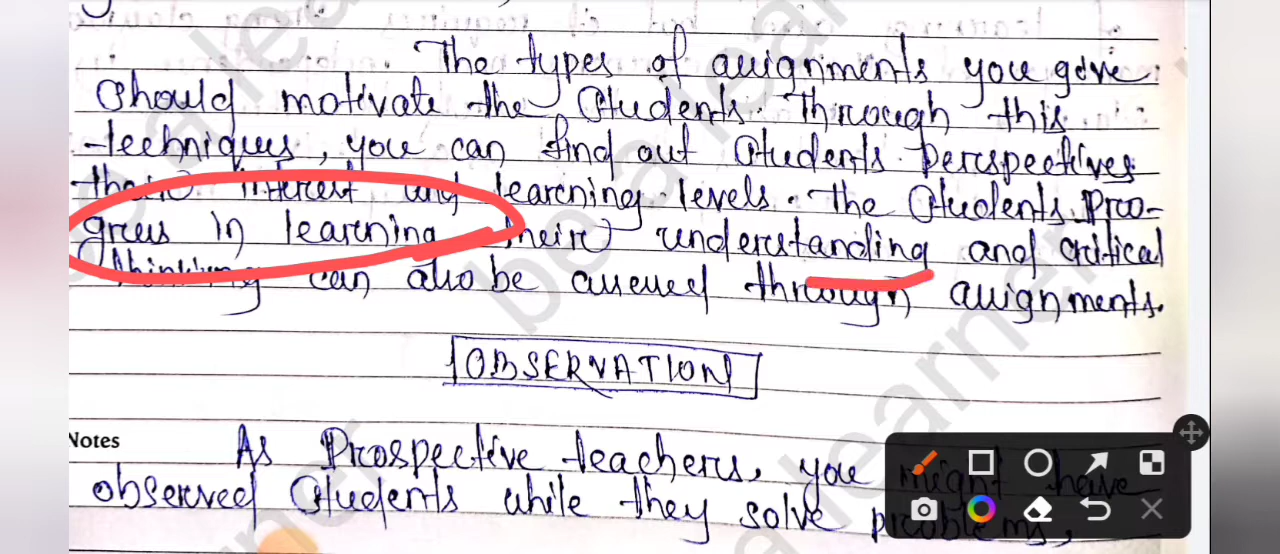 The types of assignments you give
should motivate the Students. Through this
techniques, you can find out Students perspectives
their interest and learning levels. The Students Pro-
gress in learning their understanding and critical
thinking can also be assessed through assignments.
OBSERVATION
Notes
As Prospective teachers, you might have
observed Students while they solve problems,
be a learner